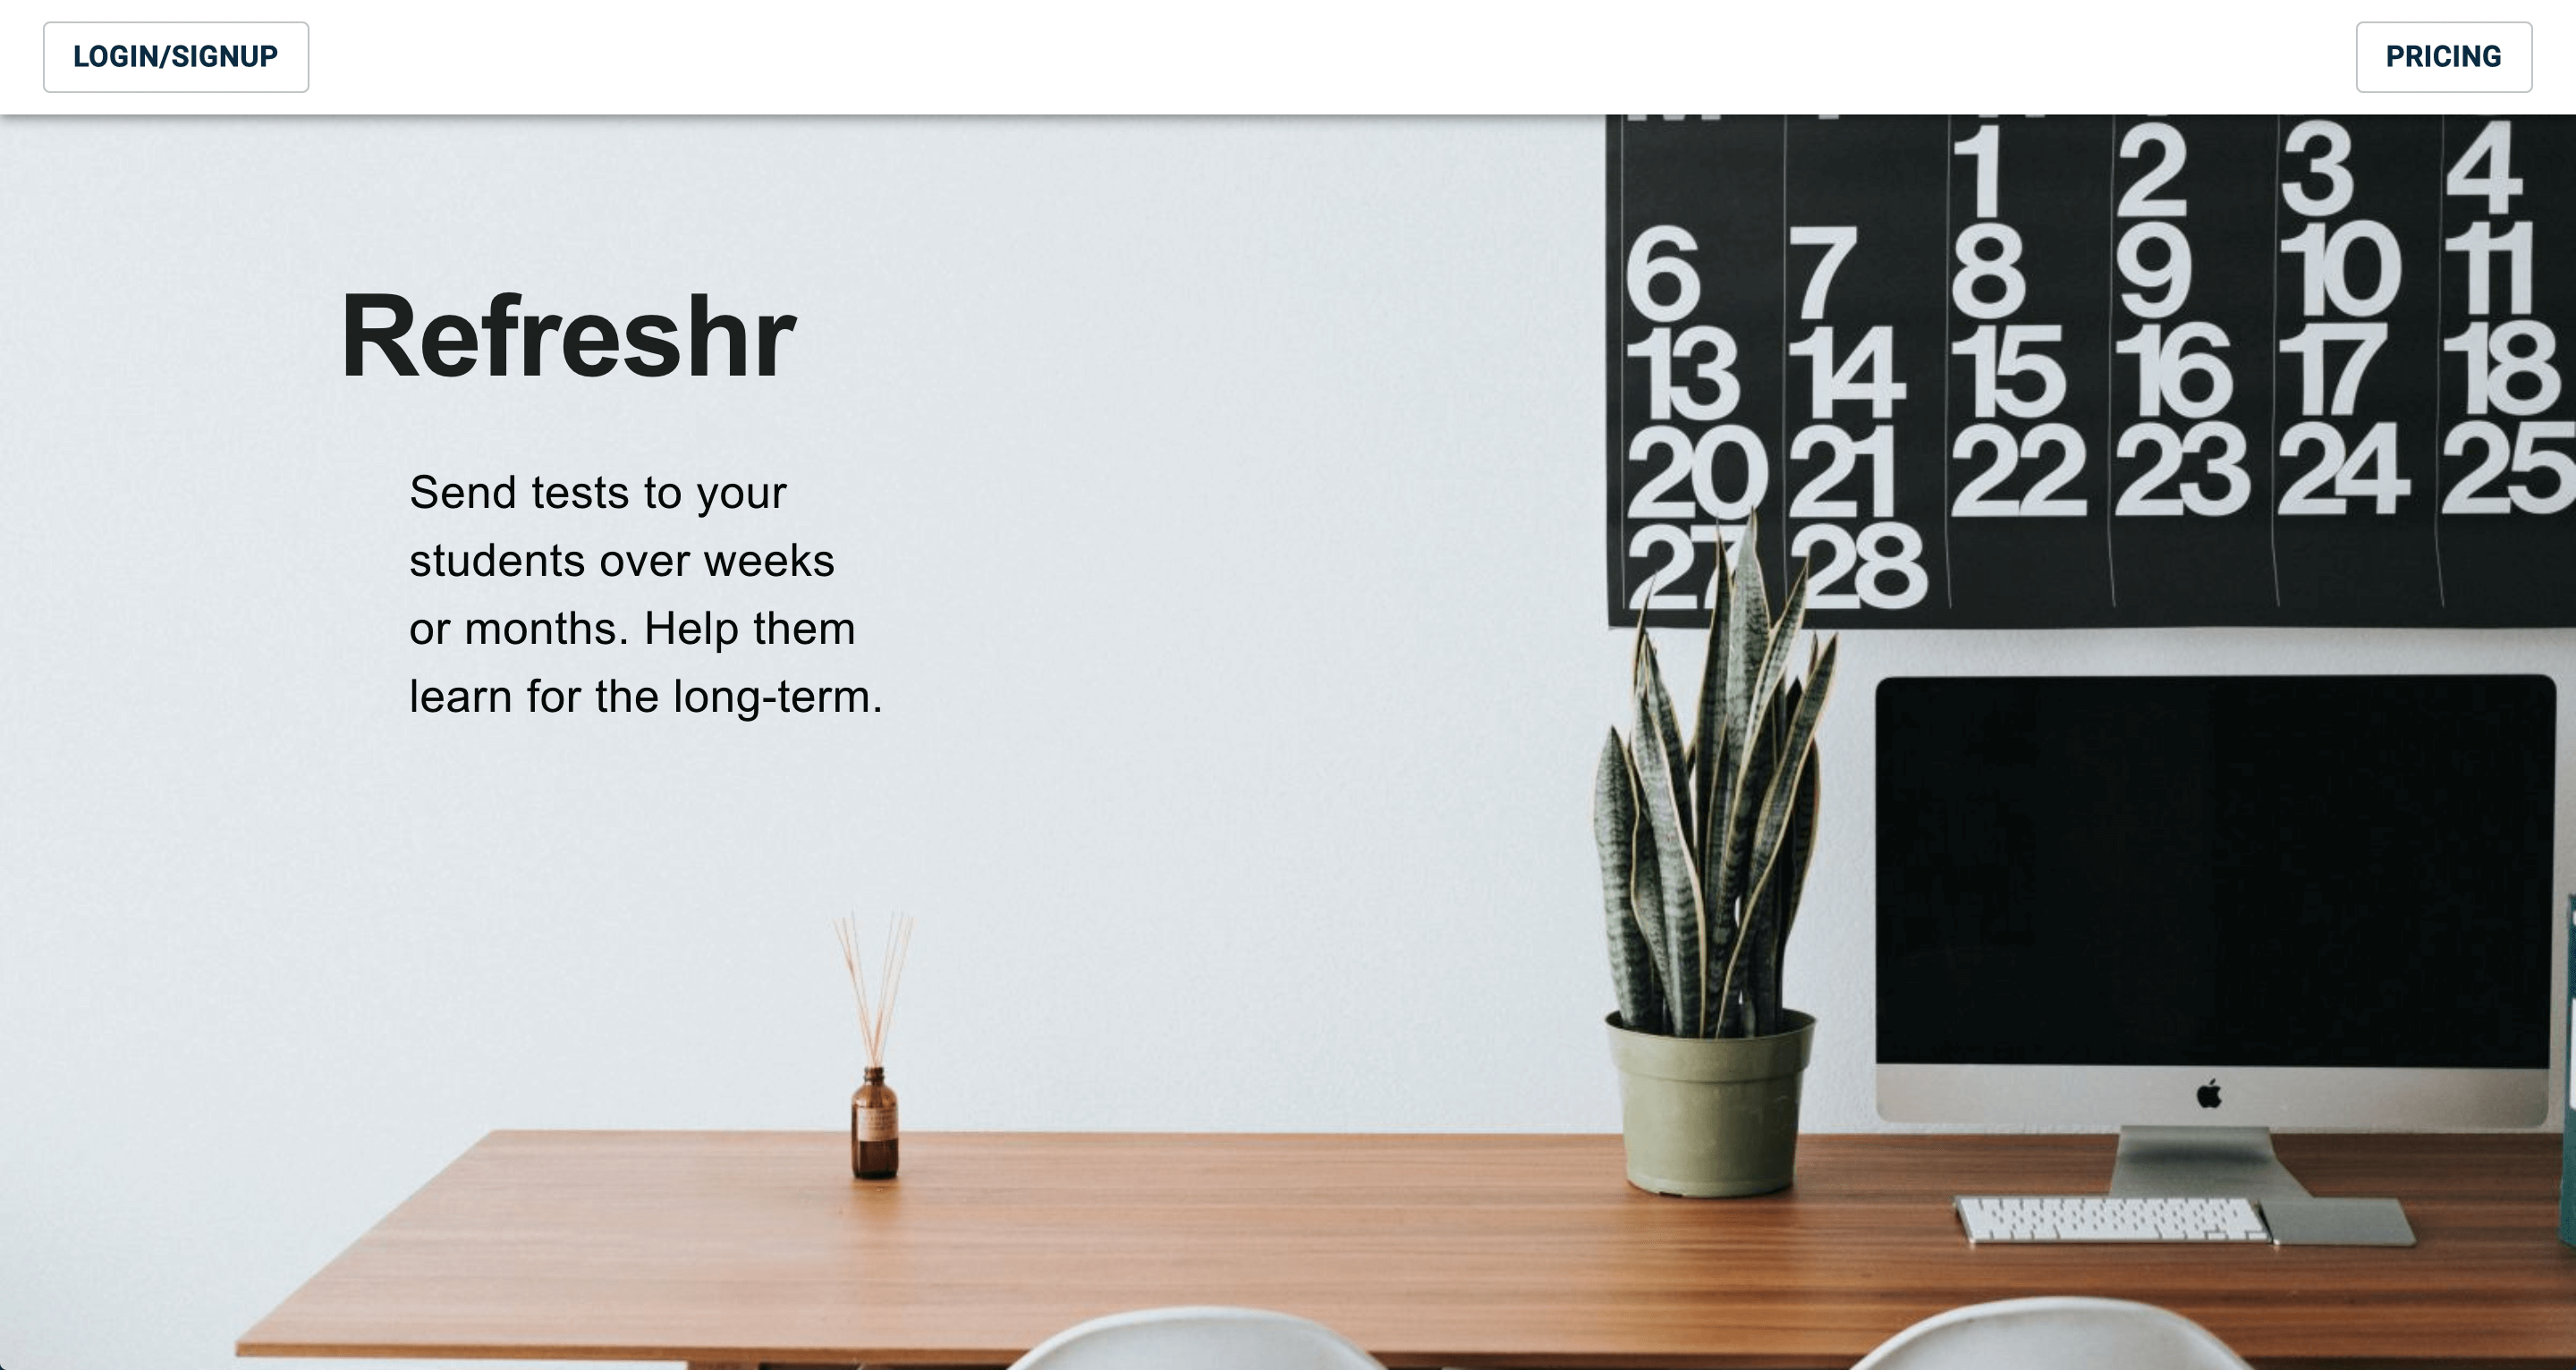 LOGIN/SIGNUP
PRICING
Refreshr
Send tests to your
students over weeks
or months. Help them
learn for the long-term.
1 2 3 4
6 7 8 9 10 11
13 14 15 16 17 18
20 21 22 23 24 25
27 28